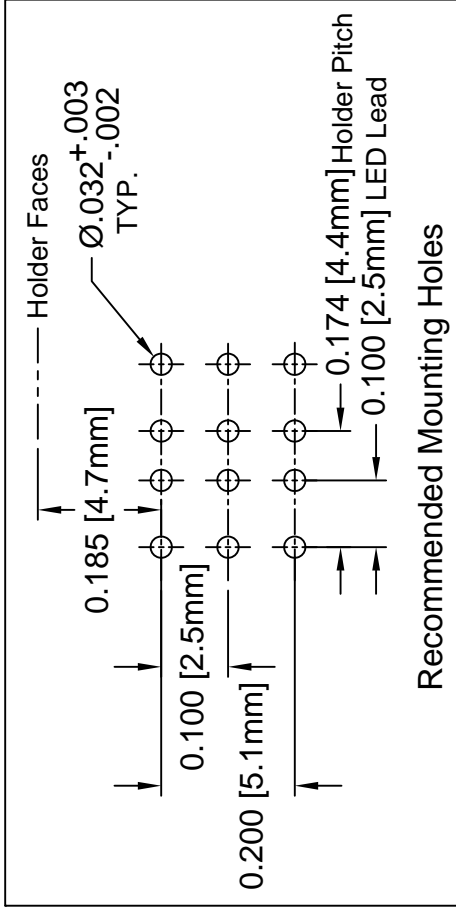 Holder Faces
Ø.032 +.003
-.002
TYP.
0.185 [4.7mm]
0.100 [2.5mm]
0.200 [5.1mm]
0.174 [4.4mm] Holder Pitch
0.100 [2.5mm] LED Lead
Recommended Mounting Holes